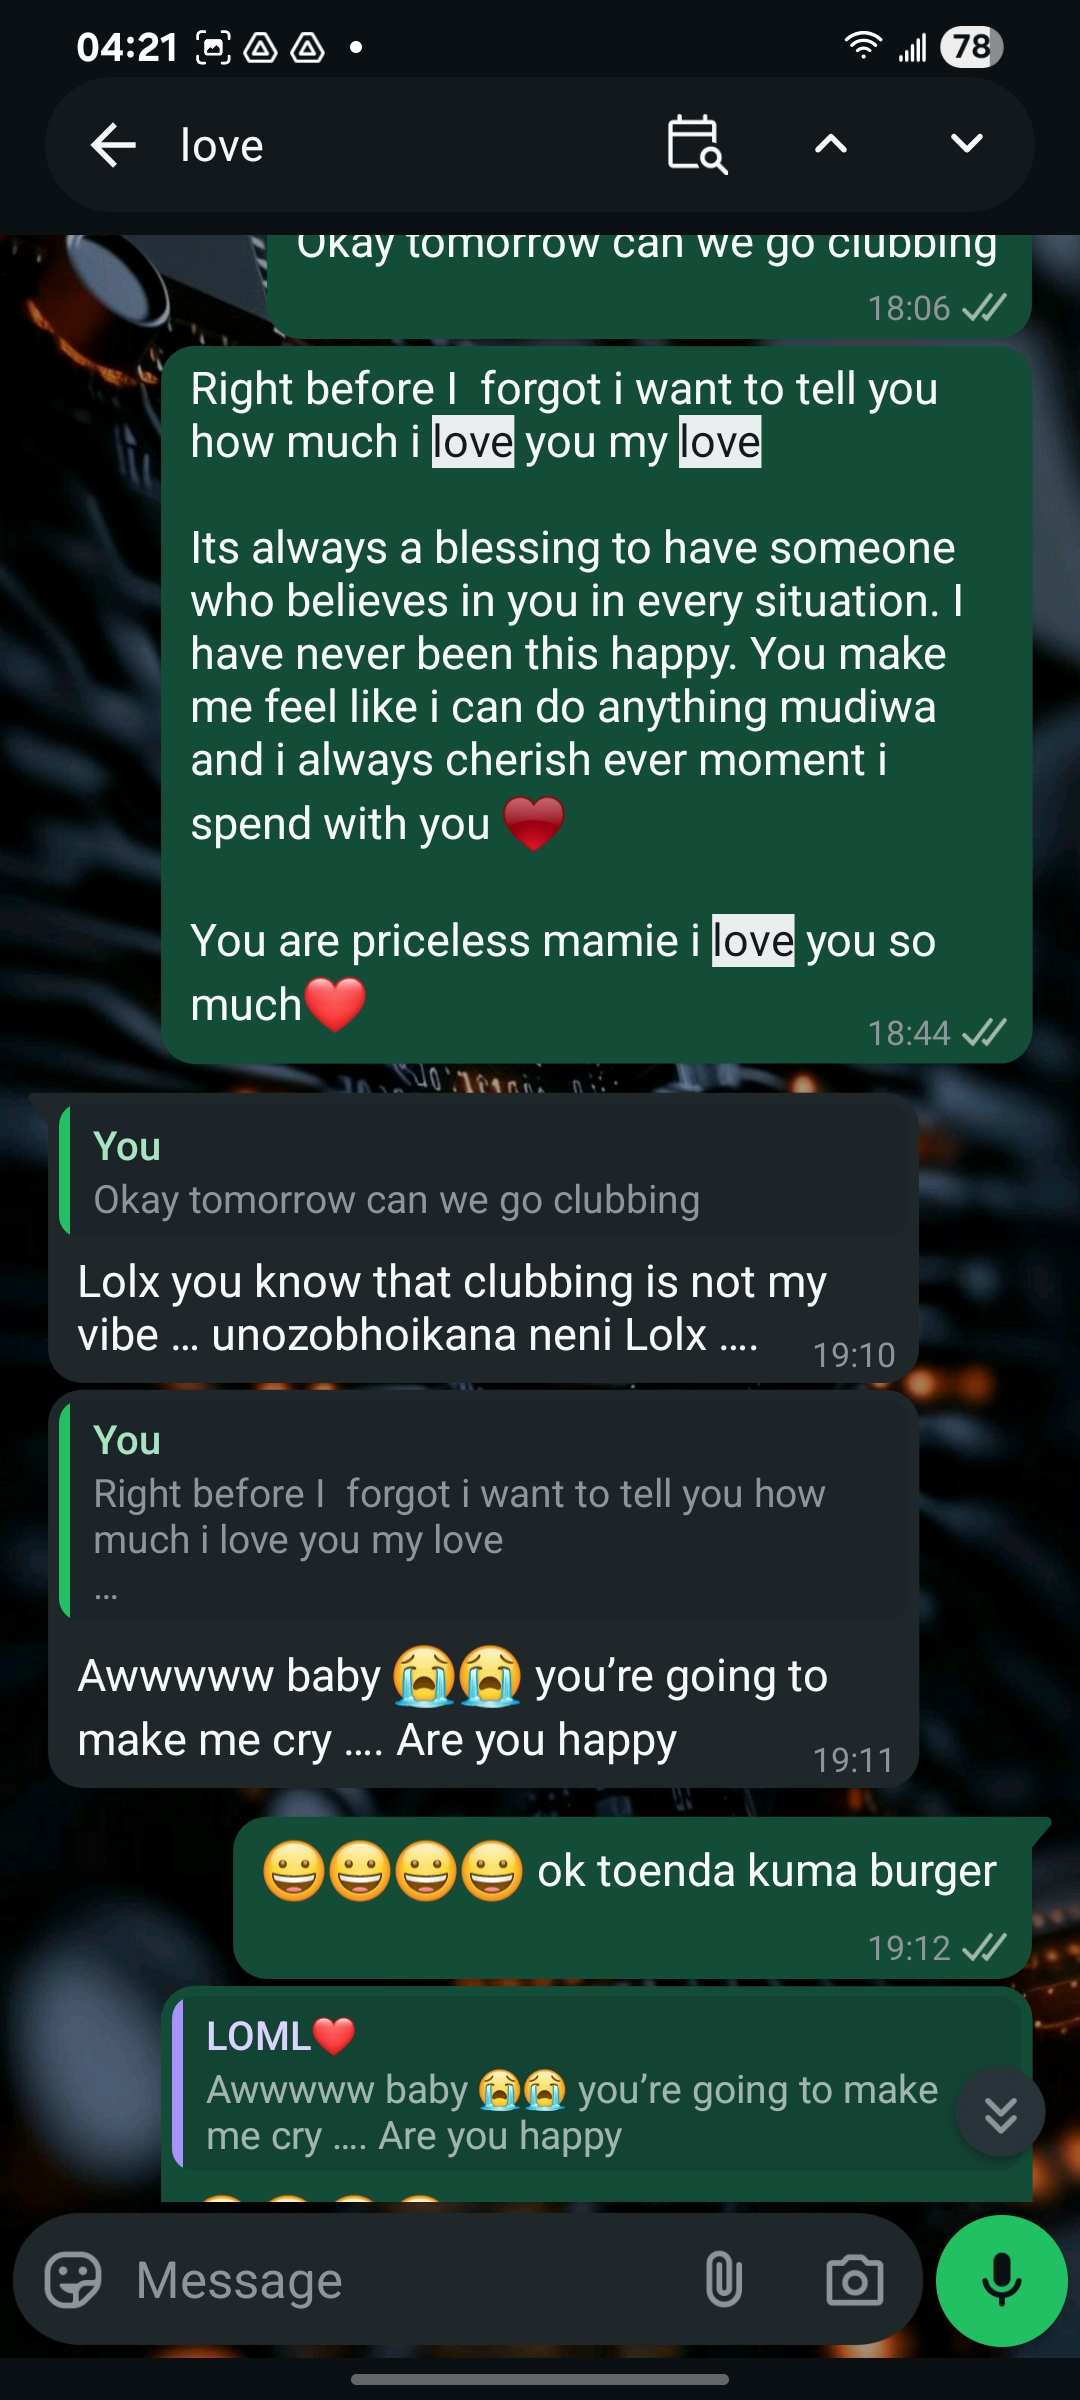 04:21
78
love
Okay tomorrow can we go clubbing
18:06
Right before I  forgot i want to tell you
how much i love you my love
Its always a blessing to have someone
who believes in you in every situation. I
have never been this happy. You make
me feel like i can do anything mudiwa
and i always cherish ever moment i
spend with you ❤️
You are priceless mamie i love you so
much❤️
18:44
You
Okay tomorrow can we go clubbing
Lolx you know that clubbing is not my
vibe ... unozobhoikana neni Lolx ....
19:10
You
Right before I  forgot i want to tell you how
much i love you my love
...
Awwwww baby 😭😭 you’re going to
make me cry .... Are you happy
19:11
😀😀😀😀 ok toenda kuma burger
19:12
LOML❤️
Awwwww baby 😭😭 you’re going to make
me cry .... Are you happy
Message